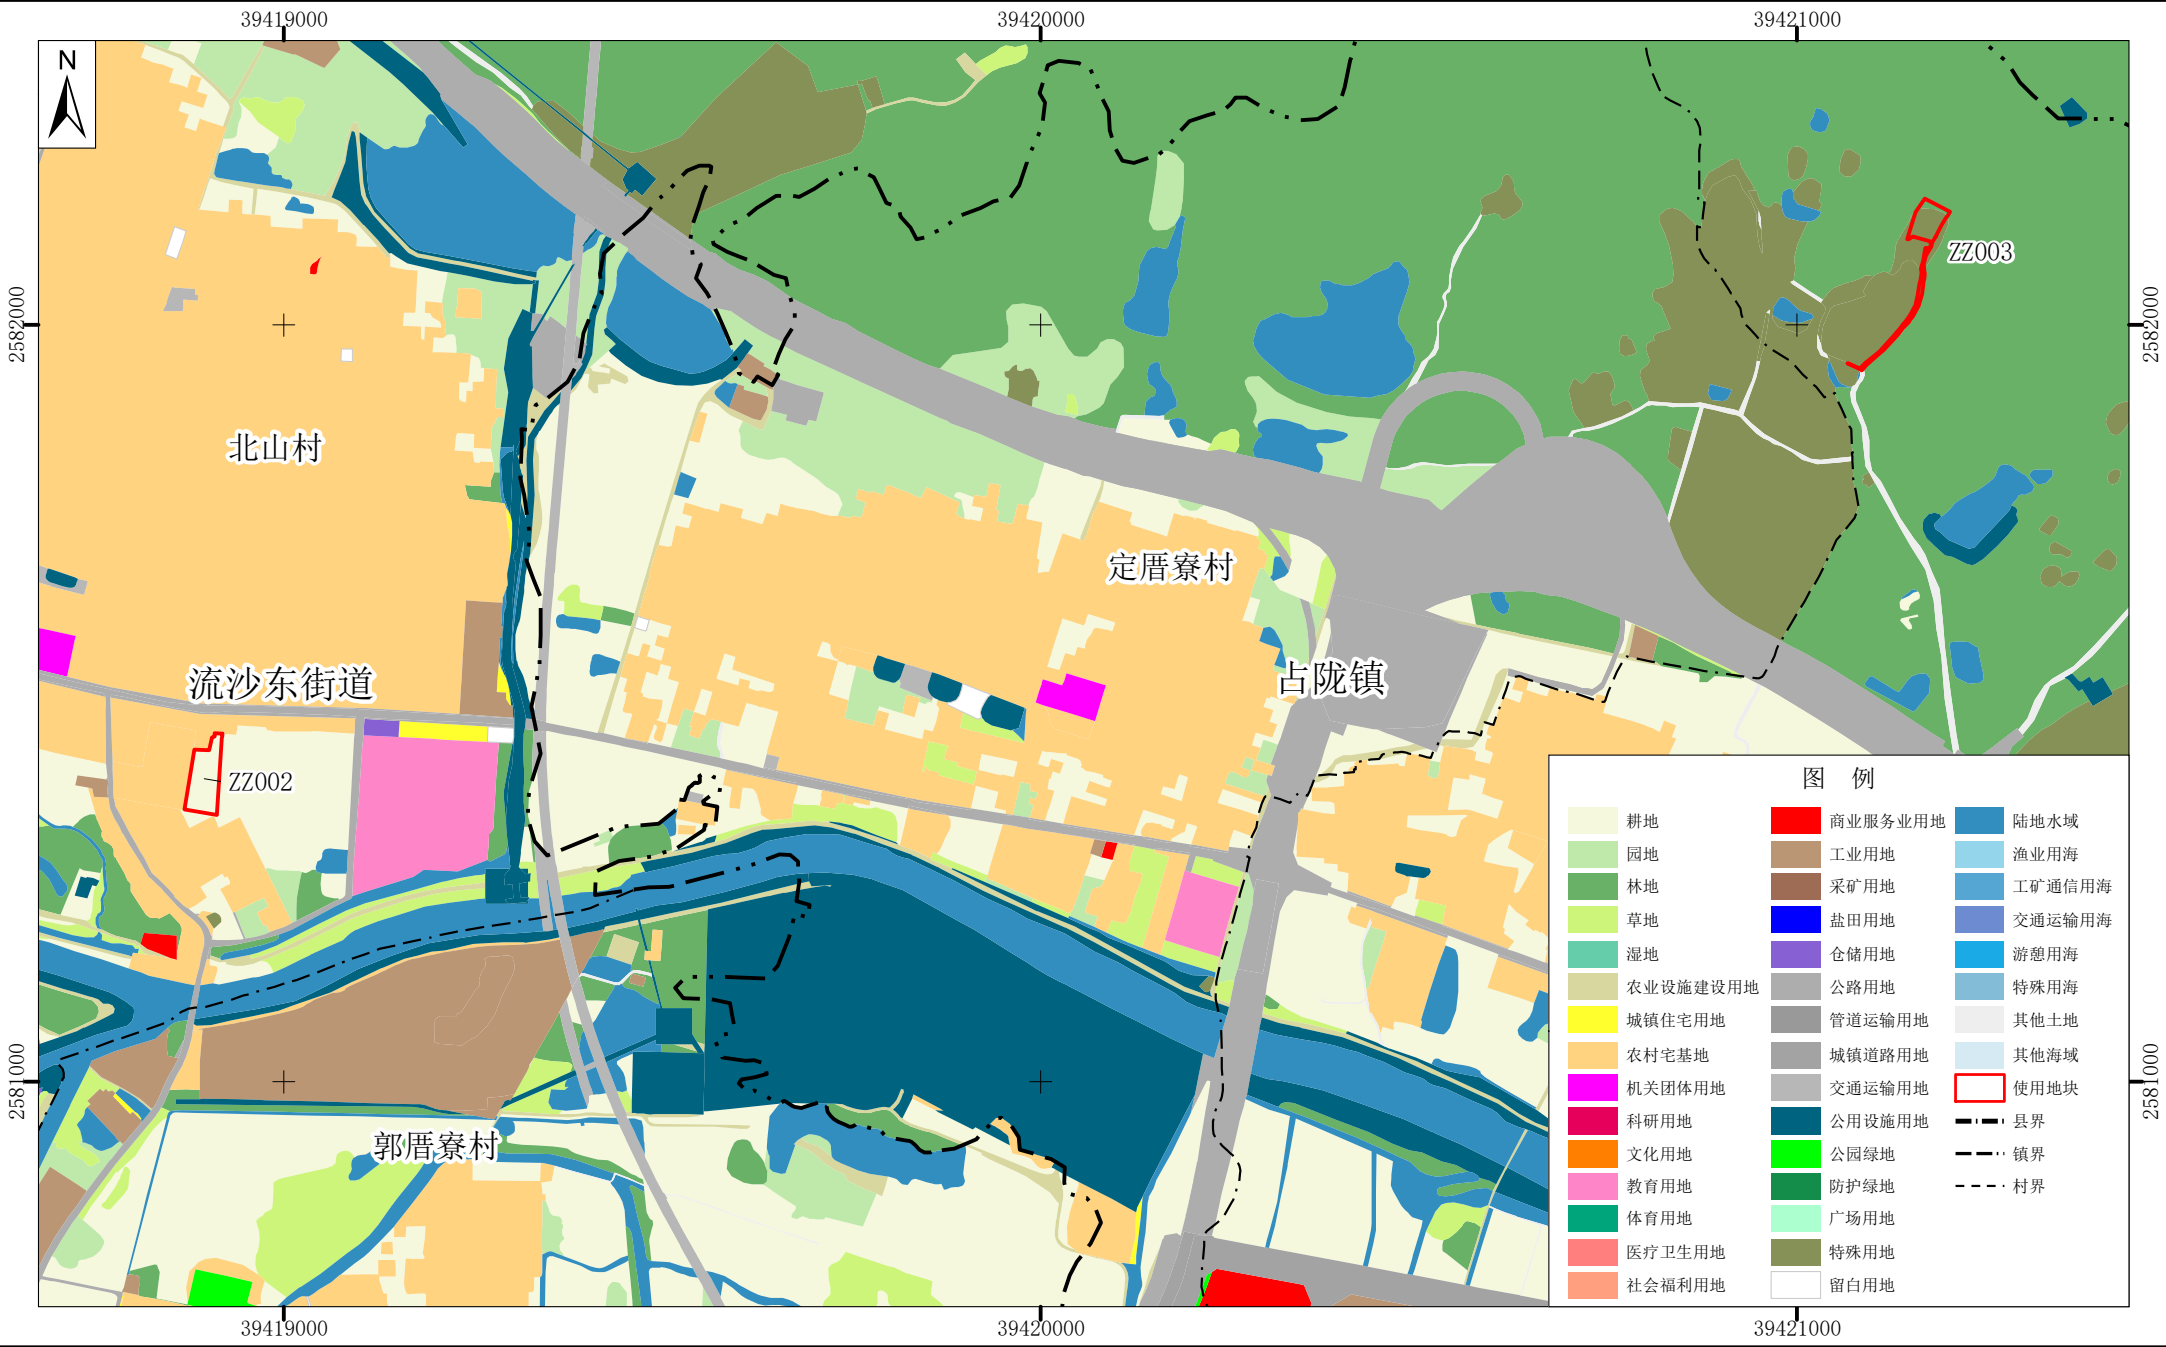 39419000
39420000
39421000
N
ZZ003
2582000
2582000
北山村
定厝寮村
流沙东街道
占陇镇
ZZ002
图 例
耕地
商业服务业用地
陆地水域
园地
工业用地
渔业用海
林地
采矿用地
工矿通信用海
草地
盐田用地
交通运输用海
湿地
仓储用地
游憩用海
农业设施建设用地
公路用地
特殊用海
城镇住宅用地
管道运输用地
其他土地
农村宅基地
城镇道路用地
其他海域
机关团体用地
交通运输用地
使用地块
科研用地
公用设施用地
县界
文化用地
公园绿地
镇界
教育用地
防护绿地
村界
体育用地
广场用地
医疗卫生用地
特殊用地
社会福利用地
留白用地
2581000
2581000
郭厝寮村
39419000
39420000
39421000